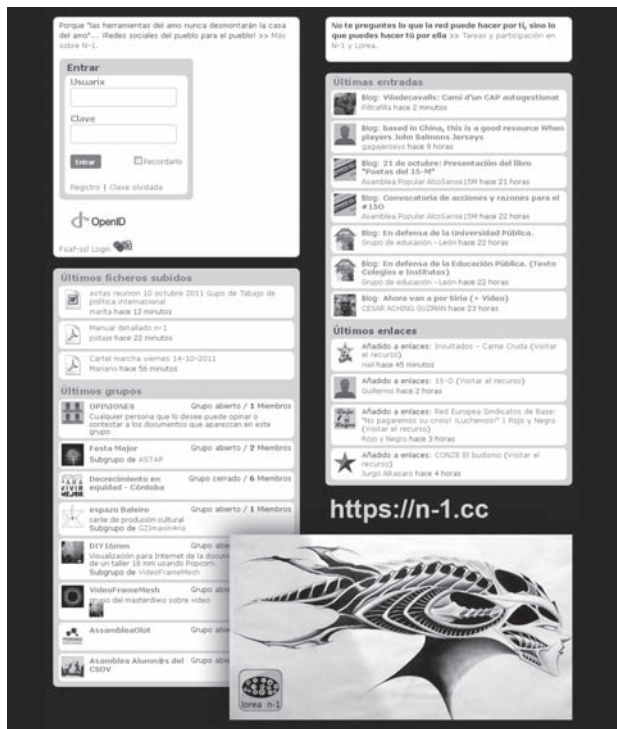 Porque "las herramientas del amo nunca desmontarán la casa
del amo"... ¡Redes sociales del pueblo para el pueblo! >> Más
sobre N-1.
Entrar
Usuarix
Clave
Entrar
Recordarlo
Registro | Clave olvidada
OpenID
Foaf+ssl Login
Últimos ficheros subidos
Actas reunion 10 octubre 2011 Gupo de Tabajo de
política internacional
marita hace 12 minutos
Manual detallado n-1
potaje hace 22 minutos
Cartel marcha viernes 14-10-2011
Mariano hace 56 minutos
Últimos grupos
OPINIONES Grupo abierto / 1 Miembros
Cualquier persona que lo desee puede opinar o
contestar a los documentos que aparezcan en este
grupo
Festa Major Grupo abierto / 2 Miembros
Subgrupo de ASTAP
Decrecimiento en Grupo cerrado / 6 Miembros
equidad - Córdoba
espazo Baleiro Grupo abierto / 1 Miembros
canle de produción cultural
Subgrupo de GZimaxin4ria
DIY16mm Grupo abierto
Visualización para Internet de la docu
de un taller 16 mm usando Popcorn.
Subgrupo de VideoFrameMesh
VideoFrameMesh Grupo abie
grupo del masterdiwo sobre video
AssambleaOlot Grupo abie
Asamblea Alumn@s del Grupo abie
CSDV
No te preguntes lo que la red puede hacer por ti, sino lo
que puedes hacer tú por ella >> Tareas y participación en
N-1 y Lorea.
Últimas entradas
Blog: Viladecavalls: Camí d'un CAP autogestionat
Piltrafilla hace 2 minutos
Blog: based in China, this a good resource When
players John Salmons Jerseys
gagajerseys hace 9 horas
Blog: 21 de octubre: Presentación del libro
"Poetas del 15-M"
Asamblea Popular AlcoSanse15M hace 21 horas
Blog: Convocatoria de acciones y razones para el
#15O
Asamblea Popular AlcoSanse15M hace 22 horas
Blog: En defensa de la Universidad Pública.
Grupo de educación - León hace 22 horas
Blog: En defensa de la Educación Pública. (Texto
Colegios e Institutos)
Grupo de educación - León hace 22 horas
Blog: Ahora van a por Siria (+ Video)
CESAR ACHING GUZMAN hace 23 horas
Últimos enlaces
Añadido a enlaces: Insultados - Carne Cruda (Visitar
el recurso)
niel hace 45 minutos
Añadido a enlaces: 15-O (Visitar el recurso)
Guillermo hace 2 horas
Añadido a enlaces: Red Europea Sindicatos de Base:
"No pagaremos su crisis! ¡Luchemos!" | Rojo y Negro
(Visitar el recurso)
Rojo y Negro hace 3 horas
Añadido a enlaces: CONZE El budismo (Visitar el
recurso)
Jurgo Alkasaro hace 4 horas
https://n-1.cc
lorea n-1